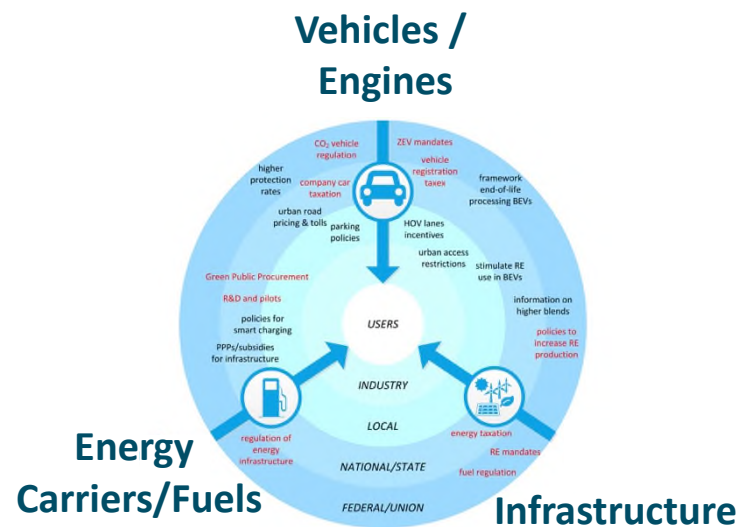 Vehicles /
Engines
CO₂ vehicle
regulation
ZEV mandates
higher
protection
rates
company car
taxation
vehicle
registration
taxex
framework
end-of-life
processing BEVs
urban road
pricing & tolls
parking
policies
HOV lanes
incentives
urban access
restrictions
stimulate RE
use in BEVs
Green Public Procurement
R&D and pilots
information on
higher blends
policies for
smart charging
USERS
policies to
increase RE
production
PPPs/subsidies
for infrastructure
INDUSTRY
LOCAL
regulation of
energy
infrastructure
energy taxation
RE mandates
NATIONAL/STATE
fuel regulation
FEDERAL/UNION
Energy
Carriers/Fuels
Infrastructure